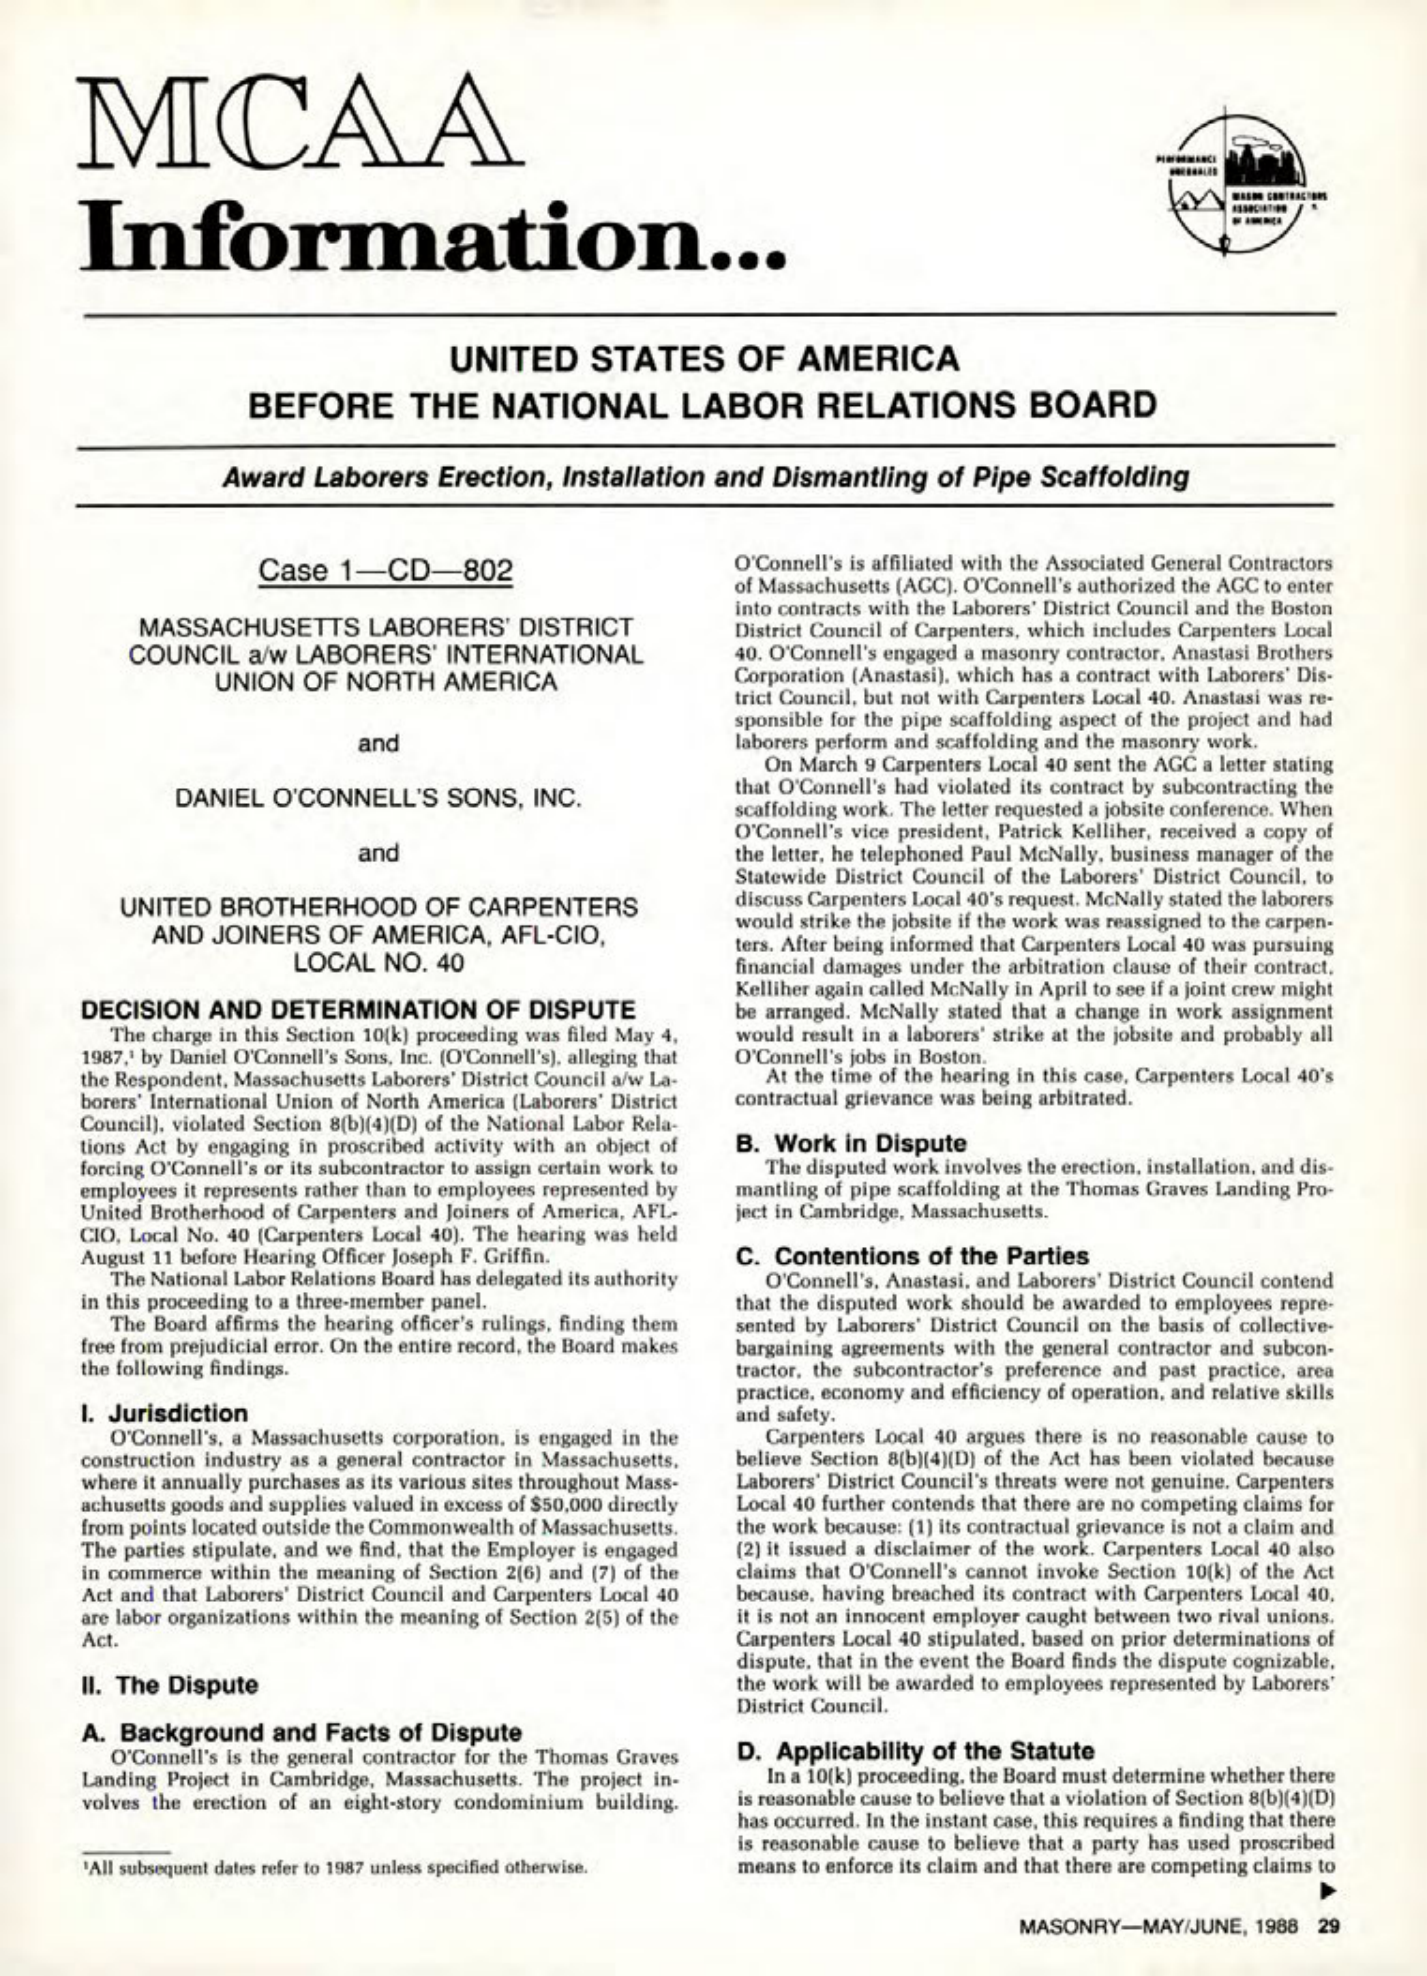 MCAA
Information...
PERFORMANCE
MASON CONTRACTORS
ASSOCIATION
OF AMERICA
UNITED STATES OF AMERICA
BEFORE THE NATIONAL LABOR RELATIONS BOARD
Award Laborers Erection, Installation and Dismantling of Pipe Scaffolding
Case 1—CD—802
MASSACHUSETTS LABORERS' DISTRICT
COUNCIL a/w LABORERS' INTERNATIONAL
UNION OF NORTH AMERICA
and
DANIEL O'CONNELL'S SONS, INC.
and
UNITED BROTHERHOOD OF CARPENTERS
AND JOINERS OF AMERICA, AFL-CIO,
LOCAL NO. 40
DECISION AND DETERMINATION OF DISPUTE
The charge in this Section 10(k) proceeding was filed May 4,
1987,¹ by Daniel O'Connell's Sons, Inc. (O'Connell's), alleging that
the Respondent, Massachusetts Laborers' District Council a/w La-
borers' International Union of North America (Laborers' District
Council), violated Section 8(b)(4)(D) of the National Labor Rela-
tions Act by engaging in proscribed activity with an object of
forcing O'Connell's or its subcontractor to assign certain work to
employees it represents rather than to employees represented by
United Brotherhood of Carpenters and Joiners of America, AFL-
CIO, Local No. 40 (Carpenters Local 40). The hearing was held
August 11 before Hearing Officer Joseph F. Griffin.
The National Labor Relations Board has delegated its authority
in this proceeding to a three-member panel.
The Board affirms the hearing officer's rulings, finding them
free from prejudicial error. On the entire record, the Board makes
the following findings.
I. Jurisdiction
O'Connell's, a Massachusetts corporation, is engaged in the
construction industry as a general contractor in Massachusetts,
where it annually purchases as its various sites throughout Mass-
achusetts goods and supplies valued in excess of $50,000 directly
from points located outside the Commonwealth of Massachusetts.
The parties stipulate, and we find, that the Employer is engaged
in commerce within the meaning of Section 2(6) and (7) of the
Act and that Laborers' District Council and Carpenters Local 40
are labor organizations within the meaning of Section 2(5) of the
Act.
II. The Dispute
A. Background and Facts of Dispute
O'Connell's is the general contractor for the Thomas Graves
Landing Project in Cambridge, Massachusetts. The project in-
volves the erection of an eight-story condominium building.
¹All subsequent dates refer to 1987 unless specified otherwise.
O'Connell's is affiliated with the Associated General Contractors
of Massachusetts (AGC). O'Connell's authorized the AGC to enter
into contracts with the Laborers' District Council and the Boston
District Council of Carpenters, which includes Carpenters Local
40. O'Connell's engaged a masonry contractor, Anastasi Brothers
Corporation (Anastasi), which has a contract with Laborers' Dis-
trict Council, but not with Carpenters Local 40. Anastasi was re-
sponsible for the pipe scaffolding aspect of the project and had
laborers perform and scaffolding and the masonry work.
On March 9 Carpenters Local 40 sent the AGC a letter stating
that O'Connell's had violated its contract by subcontracting the
scaffolding work. The letter requested a jobsite conference. When
O'Connell's vice president, Patrick Kelliher, received a copy of
the letter, he telephoned Paul McNally, business manager of the
Statewide District Council of the Laborers' District Council, to
discuss Carpenters Local 40's request. McNally stated the laborers
would strike the jobsite if the work was reassigned to the carpen-
ters. After being informed that Carpenters Local 40 was pursuing
financial damages under the arbitration clause of their contract,
Kelliher again called McNally in April to see if a joint crew might
be arranged. McNally stated that a change in work assignment
would result in a laborers' strike at the jobsite and probably all
O'Connell's jobs in Boston.
At the time of the hearing in this case, Carpenters Local 40's
contractual grievance was being arbitrated.
B. Work in Dispute
The disputed work involves the erection, installation, and dis-
mantling of pipe scaffolding at the Thomas Graves Landing Pro-
ject in Cambridge, Massachusetts.
C. Contentions of the Parties
O'Connell's, Anastasi, and Laborers' District Council contend
that the disputed work should be awarded to employees repre-
sented by Laborers' District Council on the basis of collective-
bargaining agreements with the general contractor and subcon-
tractor, the subcontractor's preference and past practice, area
practice, economy and efficiency of operation, and relative skills
and safety.
Carpenters Local 40 argues there is no reasonable cause to
believe Section 8(b)(4)(D) of the Act has been violated because
Laborers' District Council's threats were not genuine. Carpenters
Local 40 further contends that there are no competing claims for
the work because: (1) its contractual grievance is not a claim and
(2) it issued a disclaimer of the work. Carpenters Local 40 also
claims that O'Connell's cannot invoke Section 10(k) of the Act
because, having breached its contract with Carpenters Local 40,
it is not an innocent employer caught between two rival unions.
Carpenters Local 40 stipulated, based on prior determinations of
dispute, that in the event the Board finds the dispute cognizable,
the work will be awarded to employees represented by Laborers'
District Council.
D. Applicability of the Statute
In a 10(k) proceeding, the Board must determine whether there
is reasonable cause to believe that a violation of Section 8(b)(4)(D)
has occurred. In the instant case, this requires a finding that there
is reasonable cause to believe that a party has used proscribed
means to enforce its claim and that there are competing claims to
MASONRY—MAY/JUNE, 1988 29